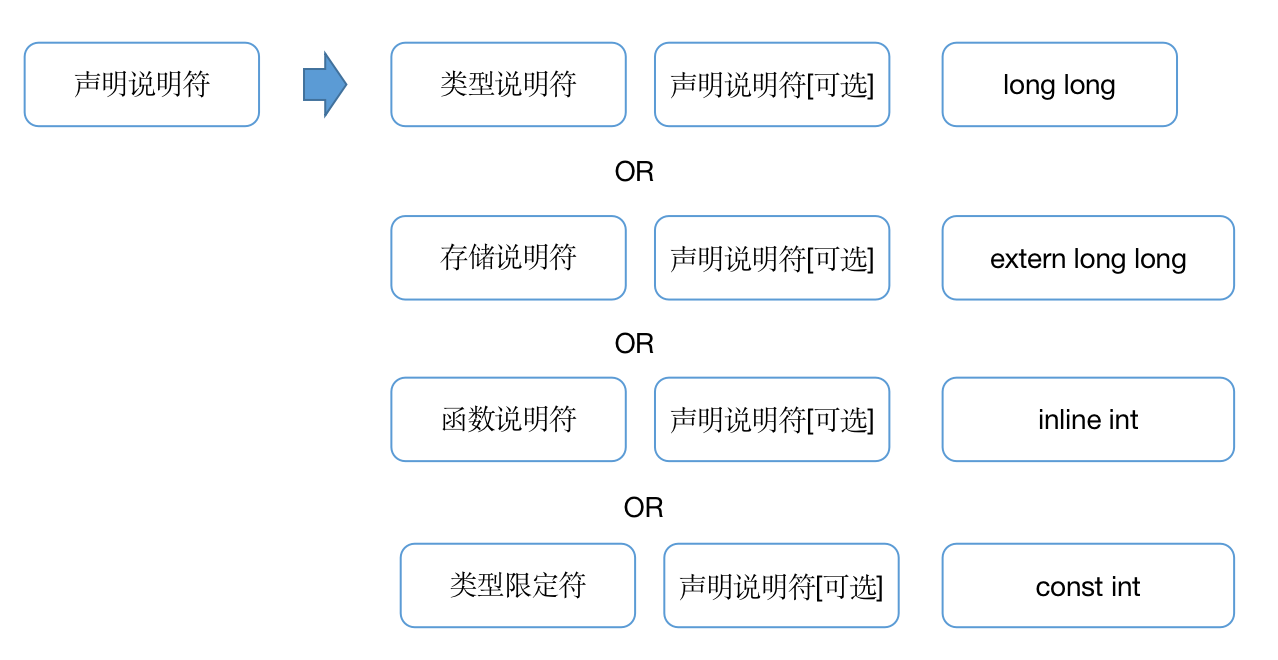 声明说明符 类型说明符 声明说明符[可选] long long
OR
存储说明符 声明说明符[可选] extern long long
OR
函数说明符 声明说明符[可选] inline int
OR
类型限定符 声明说明符[可选] const int